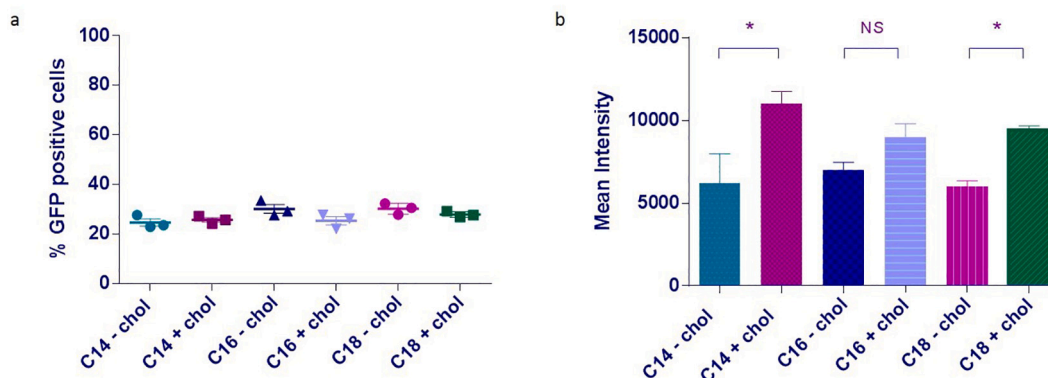 a
% GFP positive cells
100
80
60
40
20
0
C14 - chol
C14 + chol
C16 - chol
C16 + chol
C18 - chol
C18 + chol
b
Mean Intensity
15000
10000
5000
0
*
NS
*
C14 - chol
C14 + chol
C16 - chol
C16 + chol
C18 - chol
C18 + chol